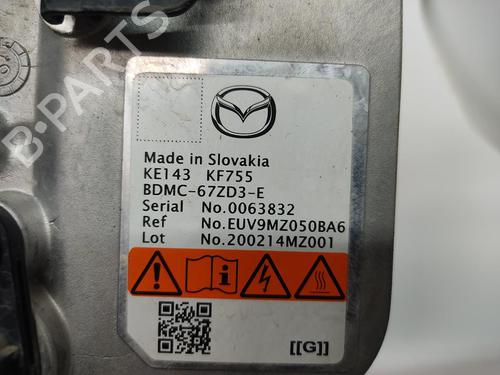 B-PARTS
Made in Slovakia
KE143 KF755
BDMC-67ZD3-E
Serial No.0063832
Ref No.EUV9MZ050BA6
Lot No.200214MZ001
[[G]]